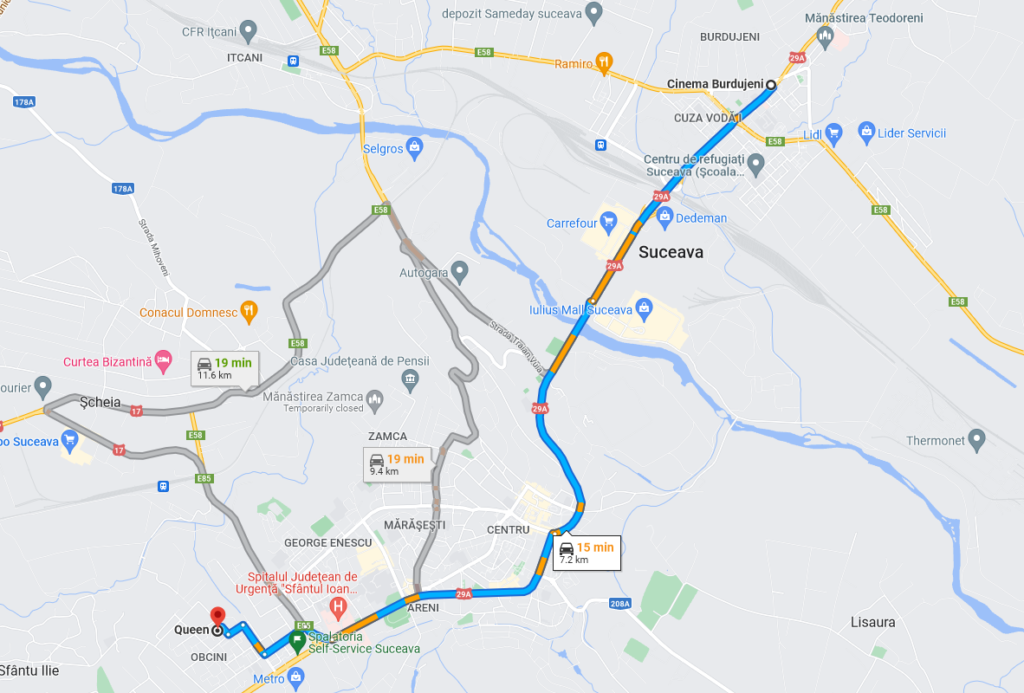 depozit Sameday suceava
Mănăstirea Teodoreni
CFR Ițcani
BURDUJENI
E58
E58
29A
ITCANI
Ramiro
Cinema Burdujeni
178A
CUZA VODĂ
Lidl
Lider Servicii
E58
Selgros
Centru de refugiați
Suceava (Școala...
178A
29A
E58
E58
Strada Mihoveni
Carrefour
Dedeman
Suceava
29A
Autogara
E58
Conacul Domnesc
Iulius Mall Suceava
Strada Traian Vuia
E58
Curtea Bizantină
19 min
11.6 km
Casa Județeană de Pensii
ourier
Șcheia
17
Mănăstirea Zamca
Temporarily closed
29A
E58
ZAMCA
po Suceava
17
Thermonet
19 min
9.4 km
E85
MĂRĂȘEȘTI
CENTRU
GEORGE ENESCU
15 min
7.2 km
Spitalul Județean de
Urgență "Sfântul Ioan...
29A
ARENI
208A
Lisaura
Queen
Spalatoria
Self-Service Suceava
OBCINI
Sfântu Ilie
Metro